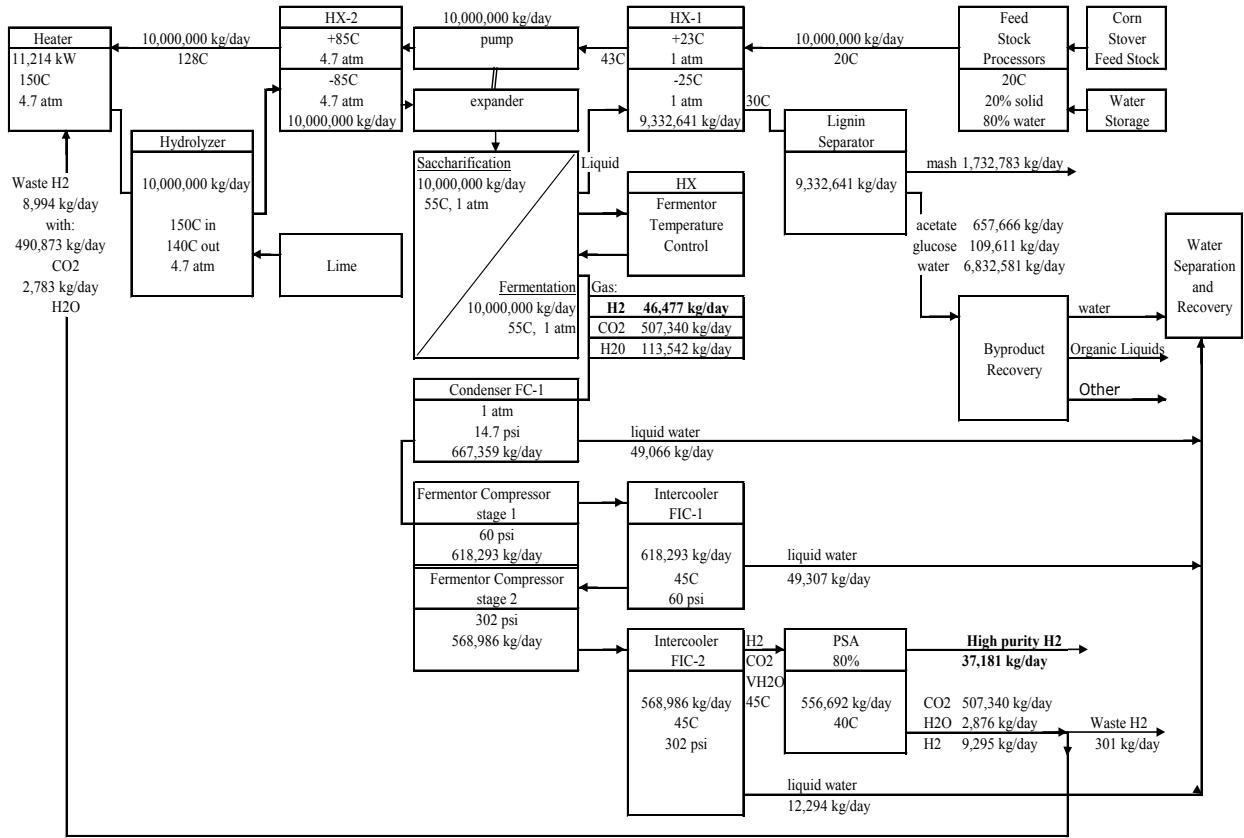 10,000,000 kg/day
Heater
11,214 kW
150C
4.7 atm
10,000,000 kg/day
128C
HX-2
+85C
4.7 atm
-85C
4.7 atm
10,000,000 kg/day
pump
expander
43C
HX-1
+23C
1 atm
-25C
1 atm
9,332,641 kg/day
10,000,000 kg/day
20C
Feed
Stock
Processors
20C
20% solid
80% water
Corn
Stover
Feed Stock
Water
Storage
30C
Lignin
Separator
9,332,641 kg/day
mash 1,732,783 kg/day
Hydrolyzer
10,000,000 kg/day
150C in
140C out
4.7 atm
Lime
Waste H2
8,994 kg/day
with:
490,873 kg/day
CO2
2,783 kg/day
H2O
Saccharification
10,000,000 kg/day
55C, 1 atm
Fermentation
10,000,000 kg/day
55C, 1 atm
Liquid
HX
Fermentor
Temperature
Control
Gas:
H2 46,477 kg/day
CO2 507,340 kg/day
H20 113,542 kg/day
acetate 657,666 kg/day
glucose 109,611 kg/day
water 6,832,581 kg/day
Water
Separation
and
Recovery
Byproduct
Recovery
water
Organic Liquids
Other
Condenser FC-1
1 atm
14.7 psi
667,359 kg/day
liquid water
49,066 kg/day
Fermentor Compressor
stage 1
60 psi
618,293 kg/day
Intercooler
FIC-1
618,293 kg/day
45C
60 psi
liquid water
49,307 kg/day
Fermentor Compressor
stage 2
302 psi
568,986 kg/day
Intercooler
FIC-2
568,986 kg/day
45C
302 psi
H2
CO2
VH2O
45C
PSA
80%
556,692 kg/day
40C
High purity H2
37,181 kg/day
CO2 507,340 kg/day
H2O 2,876 kg/day
H2 9,295 kg/day
Waste H2
301 kg/day
liquid water
12,294 kg/day